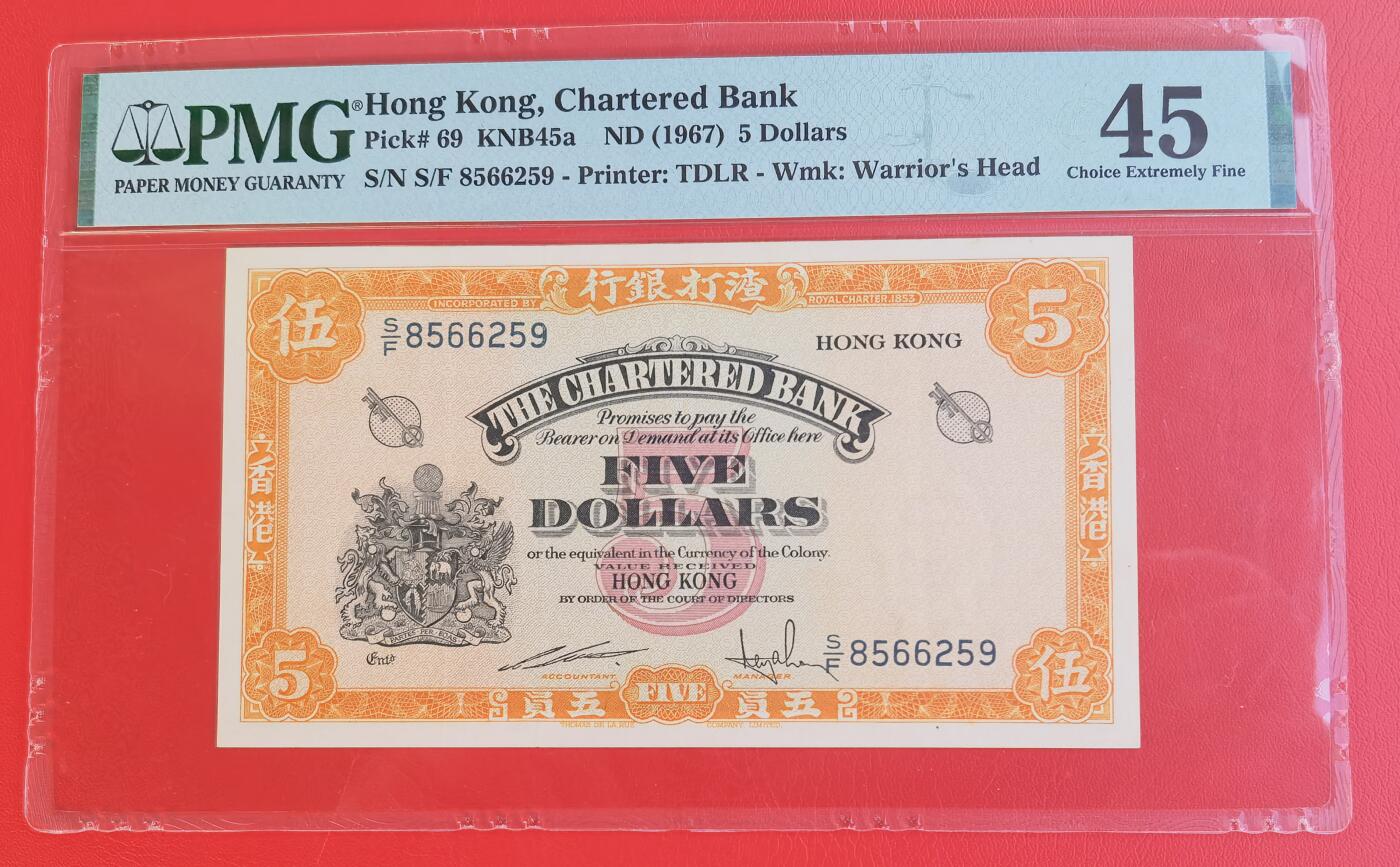 PMG®
PAPER MONEY GUARANTY
Hong Kong, Chartered Bank
Pick# 69 KNB45a ND (1967) 5 Dollars
S/N S/F 8566259 - Printer: TDLR - Wmk: Warrior's Head
45
Choice Extremely Fine
伍
行銀打渣
5
INCORPORATED BY
ROYAL CHARTER.1853
S/F 8566259
HONG KONG
THE CHARTERED BANK
Promises to pay the
Bearer on Demand at its Office here
FIVE
DOLLARS
5
or the equivalent in the Currency of the Colony.
VALUE RECEIVED
HONG KONG
BY ORDER OF THE COURT OF DIRECTORS
香港
香港
Entd
ACCOUNTANT
MANAGER
S/F 8566259
5
員五
FIVE
員五
伍
THOMAS DE LA RUE
COMPANY, LIMITED.